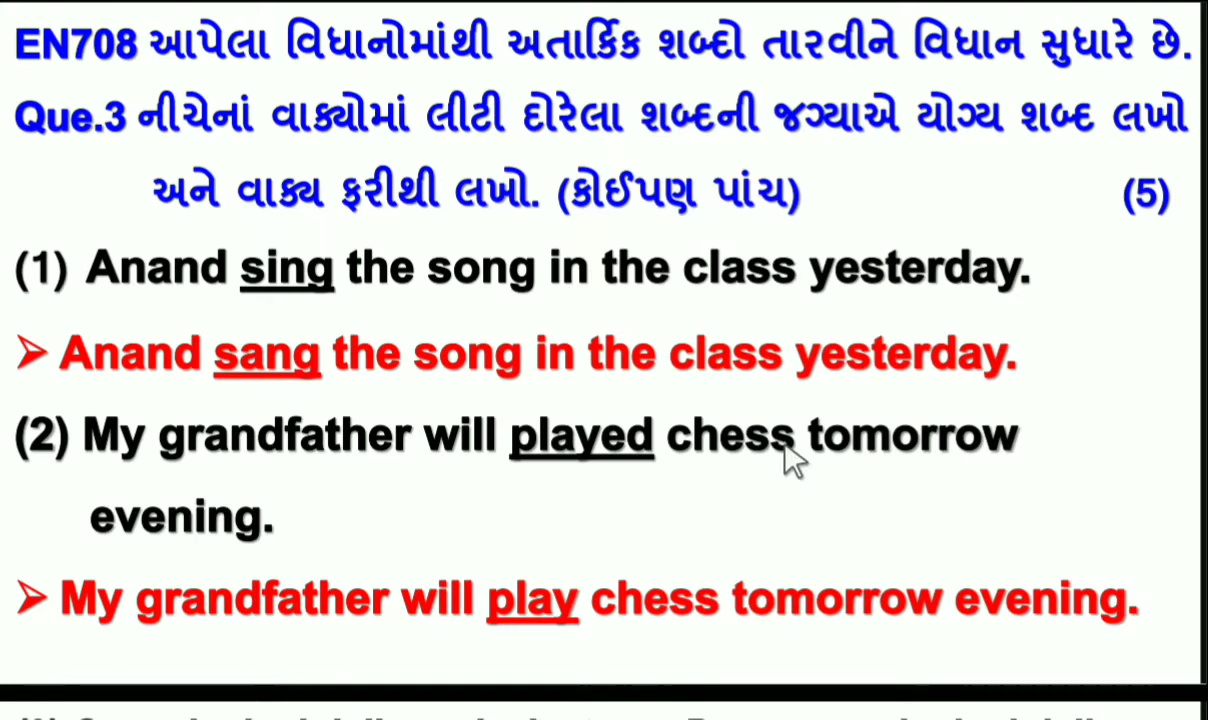 EN708 આપેલા વિધાનોમાંથી અતાર્કિક શબ્દો તારવીને વિધાન સુધારે છે.
Que.3 નીચેનાં વાક્યોમાં લીટી દોરેલા શબ્દની જગ્યાએ યોગ્ય શબ્દ લખો
અને વાક્ય ફરીથી લખો. (કોઈપણ પાંચ) (5)
(1) Anand sing the song in the class yesterday.
➢ Anand sang the song in the class yesterday.
(2) My grandfather will played chess tomorrow
evening.
➢ My grandfather will play chess tomorrow evening.